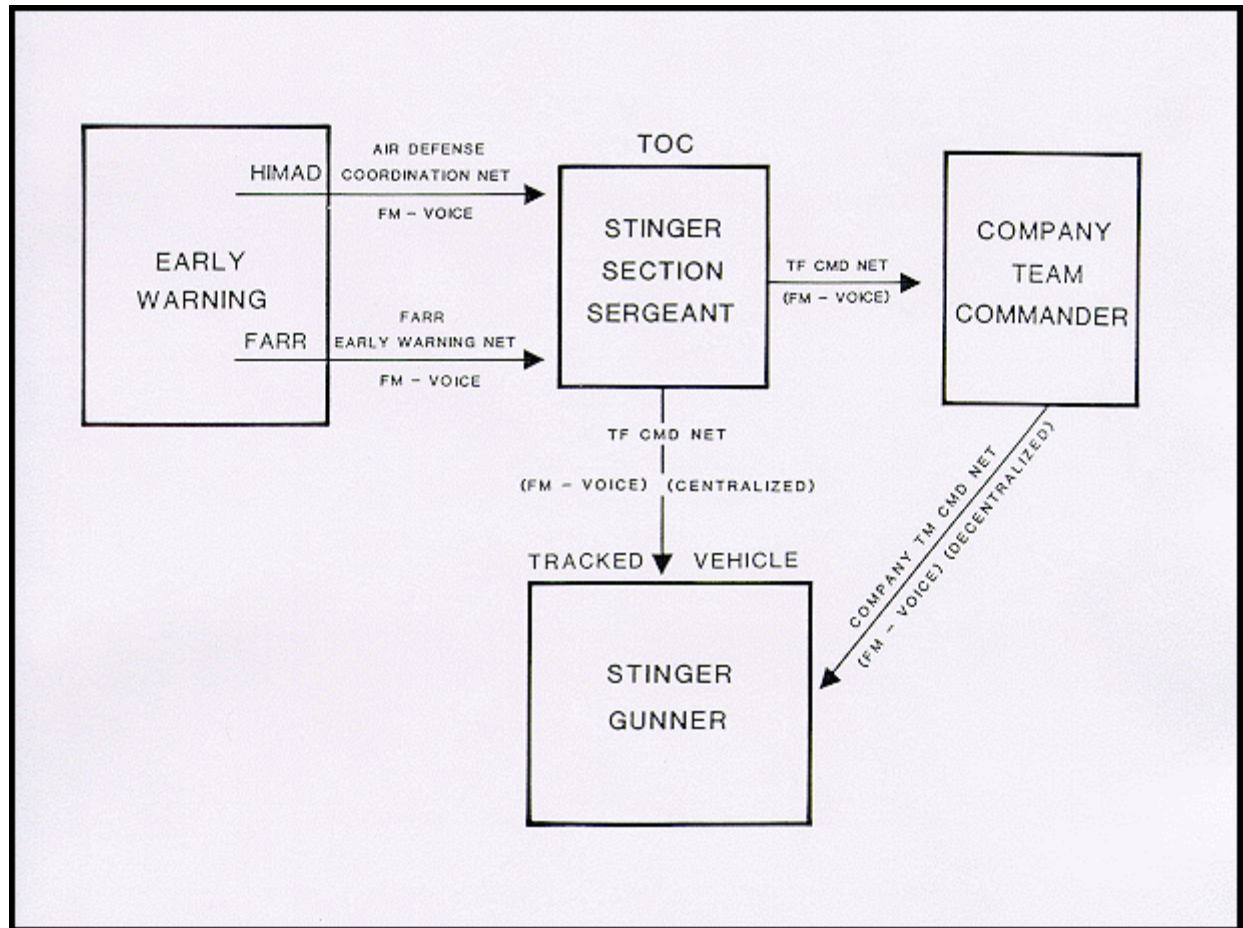 HIMAD
AIR DEFENSE
COORDINATION NET
FM - VOICE
EARLY
WARNING
FARR
FARR
EARLY WARNING NET
FM - VOICE
TOC
STINGER
SECTION
SERGEANT
TF CMD NET
(FM - VOICE)
COMPANY
TEAM
COMMANDER
TF CMD NET
(FM - VOICE) (CENTRALIZED)
COMPANY TM CMD NET
(FM - VOICE) (DECENTRALIZED)
TRACKED VEHICLE
STINGER
GUNNER